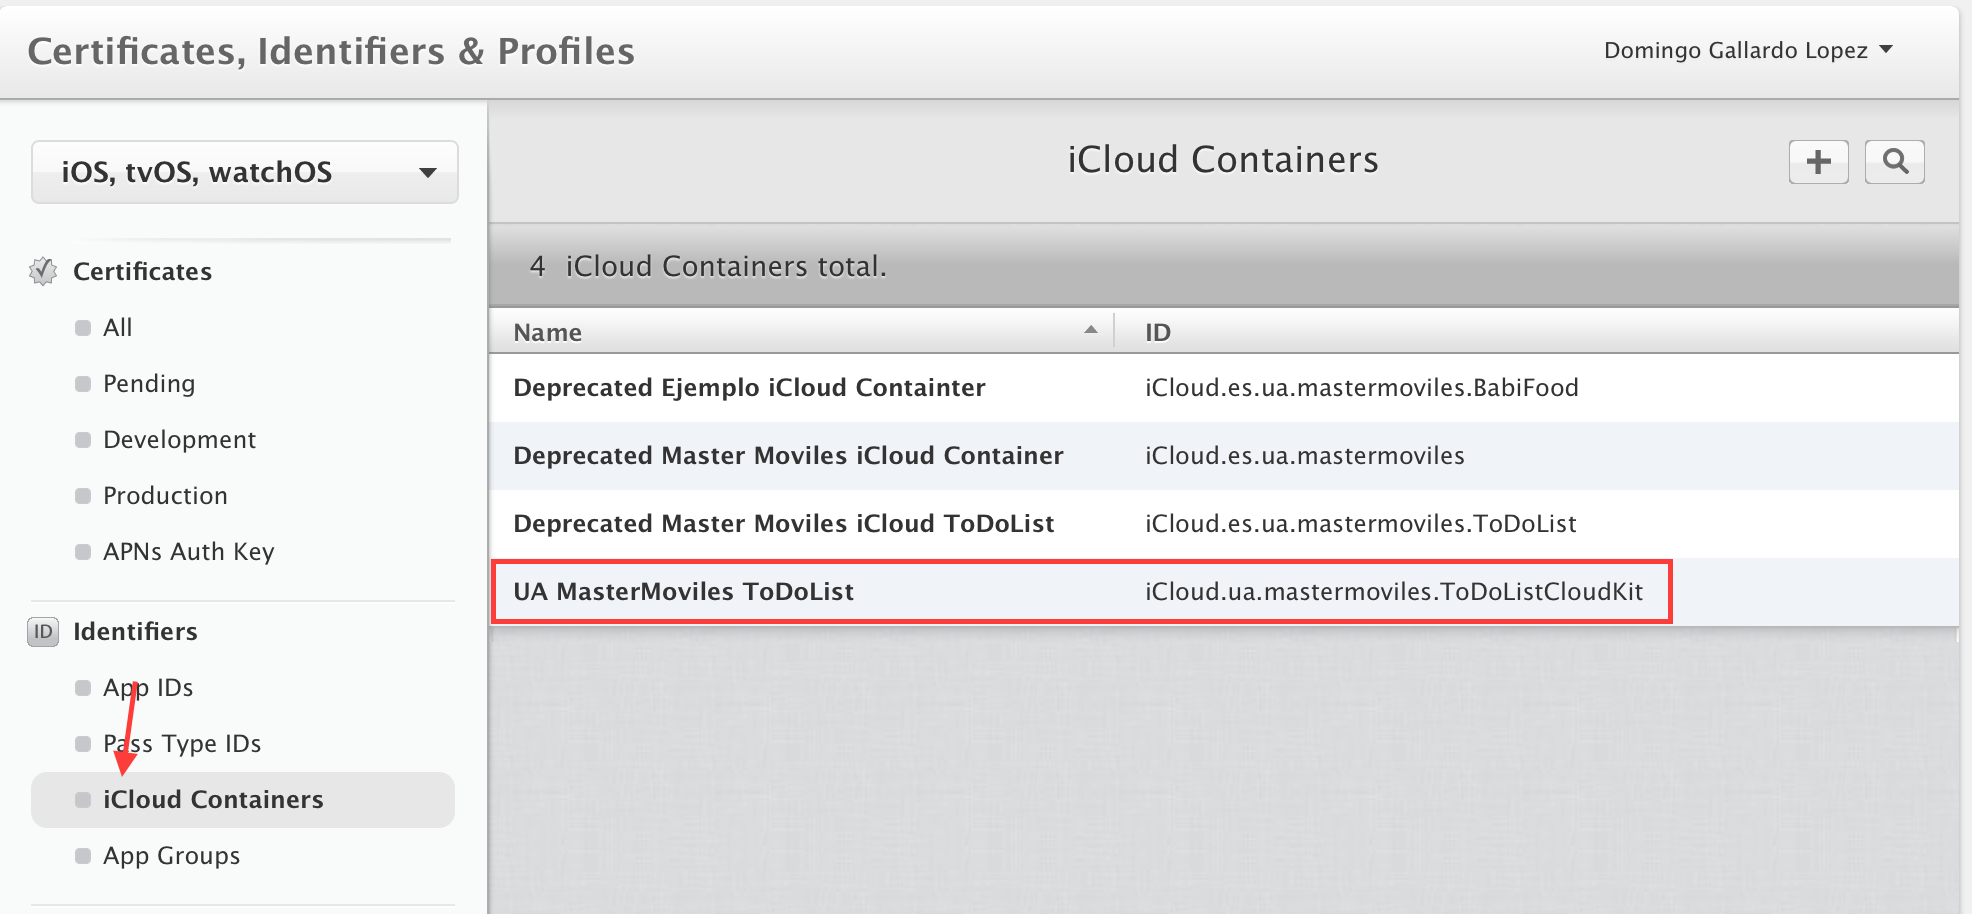 Certificates, Identifiers & Profiles
Domingo Gallardo Lopez
iOS, tvOS, watchOS
Certificates
All
Pending
Development
Production
APNs Auth Key
ID Identifiers
App IDs
Pass Type IDs
iCloud Containers
App Groups
iCloud Containers
4 iCloud Containers total.
Name ID
Deprecated Ejemplo iCloud Containter iCloud.es.ua.mastermoviles.BabiFood
Deprecated Master Moviles iCloud Container iCloud.es.ua.mastermoviles
Deprecated Master Moviles iCloud ToDoList iCloud.es.ua.mastermoviles.ToDoList
UA MasterMoviles ToDoList iCloud.ua.mastermoviles.ToDoListCloudKit